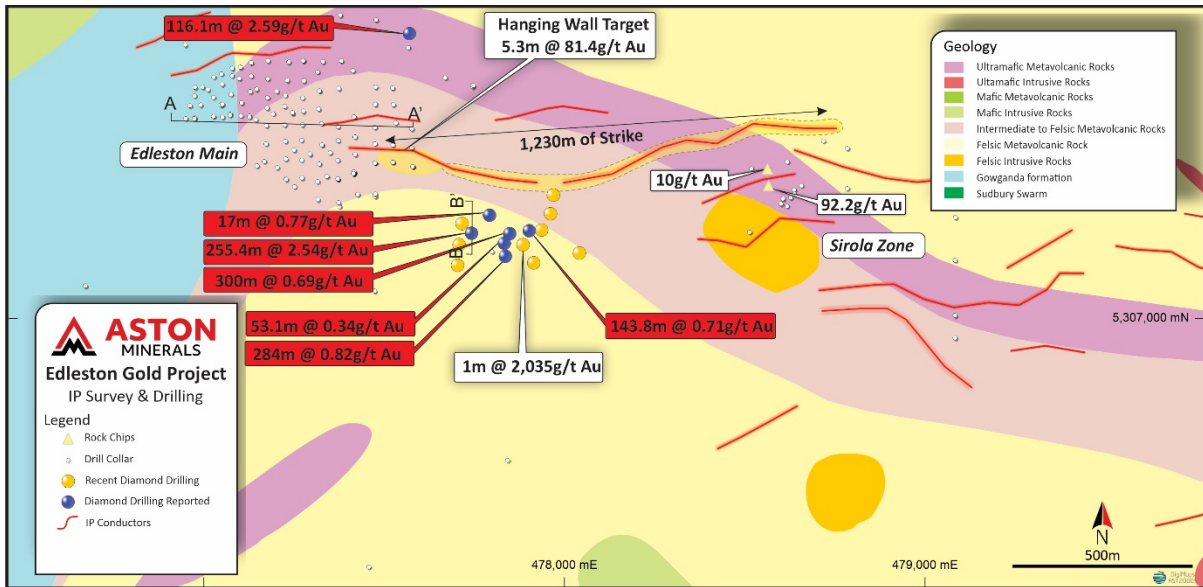 116.1m @ 2.59g/t Au
Hanging Wall Target
5.3m @ 81.4g/t Au
A
A'
Edleston Main
1,230m of Strike
10g/t Au
92.2g/t Au
Sirola Zone
B'
B
17m @ 0.77g/t Au
255.4m @ 2.54g/t Au
300m @ 0.69g/t Au
53.1m @ 0.34g/t Au
284m @ 0.82g/t Au
143.8m @ 0.71g/t Au
1m @ 2,035g/t Au
Geology
Ultramafic Metavolcanic Rocks
Ultamafic Intrusive Rocks
Mafic Metavolcanic Rocks
Mafic Intrusive Rocks
Intermediate to Felsic Metavolcanic Rocks
Felsic Metavolcanic Rock
Felsic Intrusive Rocks
Gowganda formation
Sudbury Swarm
5,307,000 mN
ASTON
MINERALS
Edleston Gold Project
IP Survey & Drilling
Legend
Rock Chips
Drill Collar
Recent Diamond Drilling
Diamond Drilling Reported
IP Conductors
478,000 mE
479,000 mE
N
500m
DigiMaps